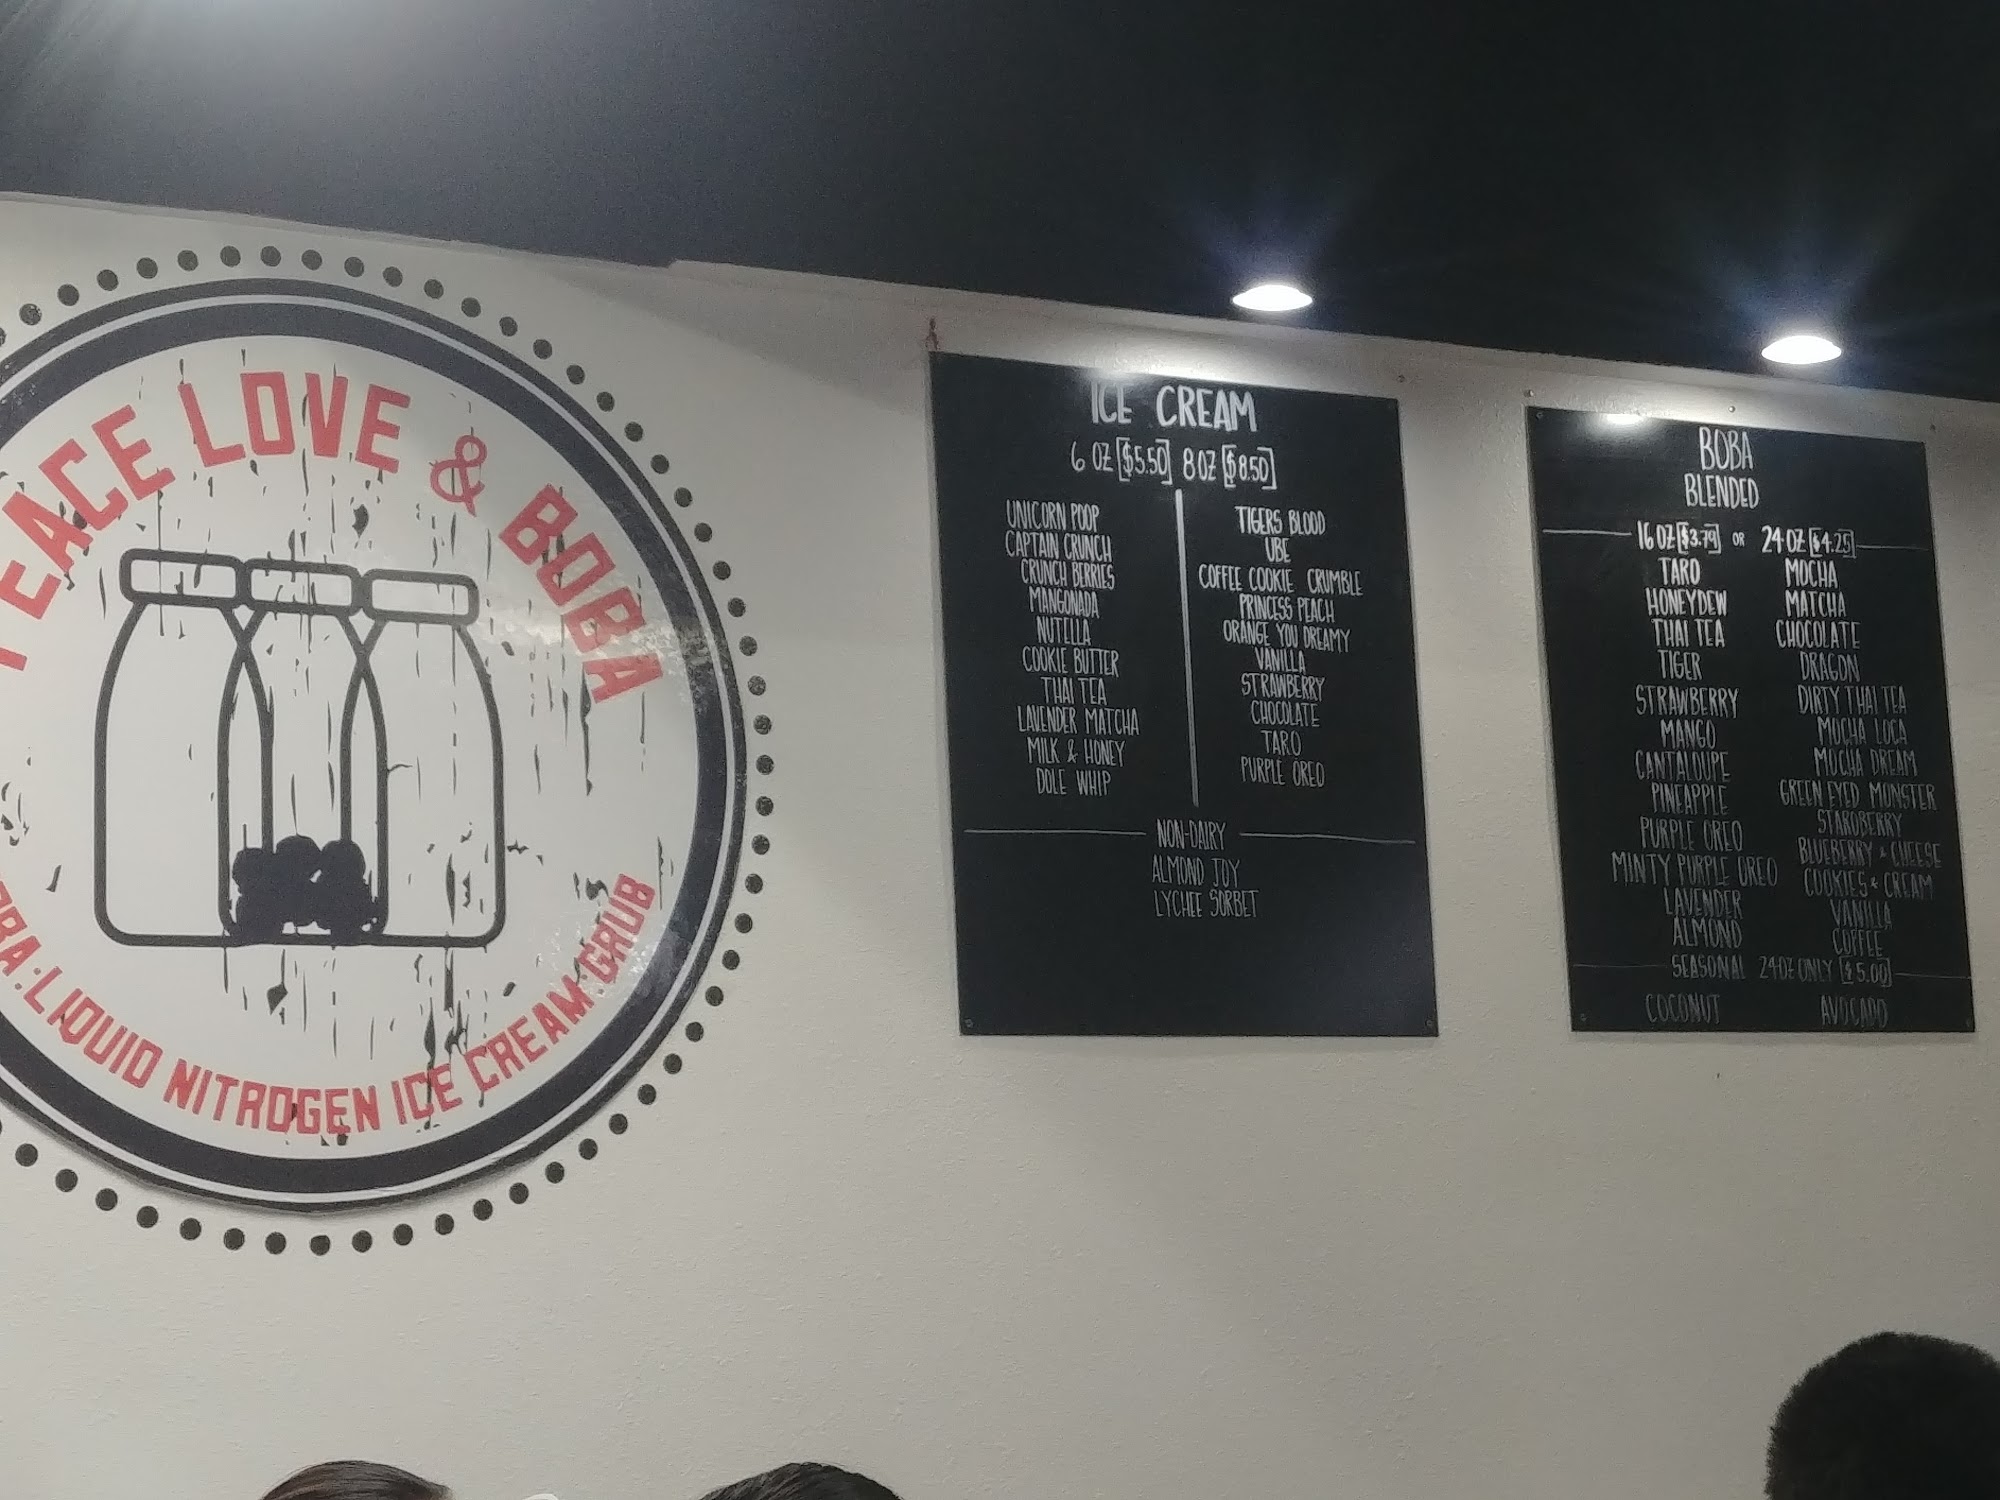 PEACE LOVE & BOBA
LIQUID NITROGEN ICE CREAM · GRUB
ICE CREAM
6 OZ [$5.50] 8 OZ [$8.50]
UNICORN POOP
CAPTAIN CRUNCH
CRUNCH BERRIES
MANGONADA
NUTELLA
COOKIE BUTTER
THAI TEA
LAVENDER MATCHA
MILK & HONEY
DOLE WHIP
TIGERS BLOOD
UBE
COFFEE COOKIE CRUMBLE
PRINCESS PEACH
ORANGE YOU DREAMY
VANILLA
STRAWBERRY
CHOCOLATE
TARO
PURPLE OREO
NON-DAIRY
ALMOND JOY
LYCHEE SORBET
BOBA
BLENDED
16 OZ [$3.79] OR 24 OZ [$4.25]
TARO
HONEYDEW
THAI TEA
TIGER
STRAWBERRY
MANGO
CANTALOUPE
PINEAPPLE
PURPLE OREO
MINTY PURPLE OREO
LAVENDER
ALMOND
MOCHA
MATCHA
CHOCOLATE
DRAGON
DIRTY THAI TEA
MOCHA LOCA
MOCHA DREAM
GREEN EYED MONSTER
STAROBERRY
BLUEBERRY & CHEESE
COOKIES & CREAM
VANILLA
COFFEE
SEASONAL 24OZ ONLY [$5.00]
COCONUT
AVOCADO